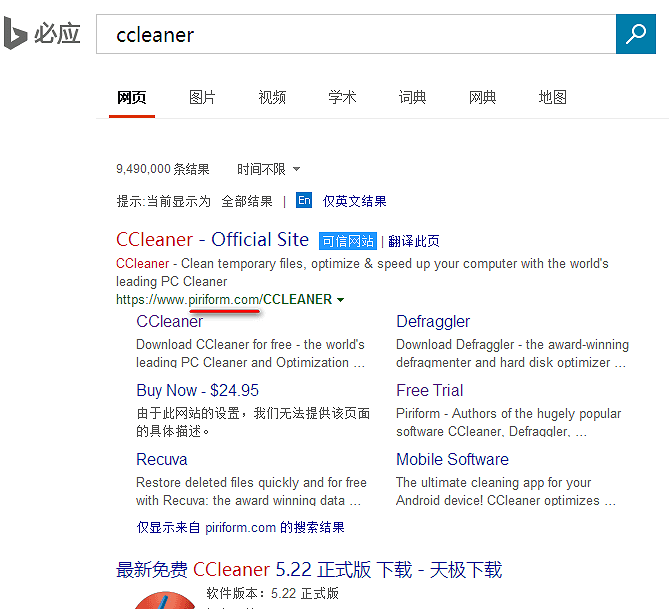 必应
ccleaner
网页 图片 视频 学术 词典 网典 地图
9,490,000 条结果 时间不限
提示:当前显示为 全部结果 | En 仅英文结果
CCleaner - Official Site 可信网站 | 翻译此页
CCleaner - Clean temporary files, optimize & speed up your computer with the world's
leading PC Cleaner
https://www.piriform.com/CCLEANER
CCleaner
Download CCleaner for free - the world's
leading PC Cleaner and Optimization ...
Defraggler
Download Defraggler - the award-winning
defragmenter and hard disk optimizer ...
Buy Now - $24.95
由于此网站的设置，我们无法提供该页面
的具体描述。
Free Trial
Piriform - Authors of the hugely popular
software CCleaner, Defraggler, ...
Recuva
Restore deleted files quickly and for free
with Recuva: the award winning data ...
Mobile Software
The ultimate cleaning app for your
Android device! CCleaner optimizes ...
仅显示来自 piriform.com 的搜索结果
最新免费 CCleaner 5.22 正式版 下载 - 天极下载
软件版本：5.22 正式版